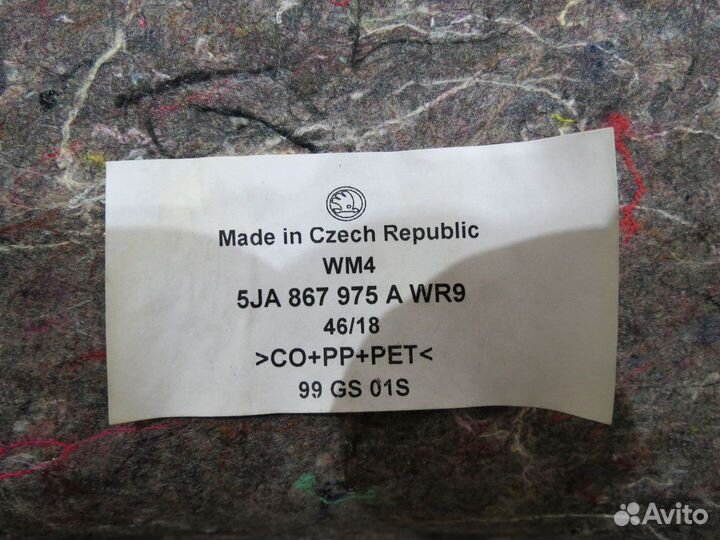 Made in Czech Republic
WM4
5JA 867 975 A WR9
46/18
>CO+PP+PET<
99 GS 01S
Avito